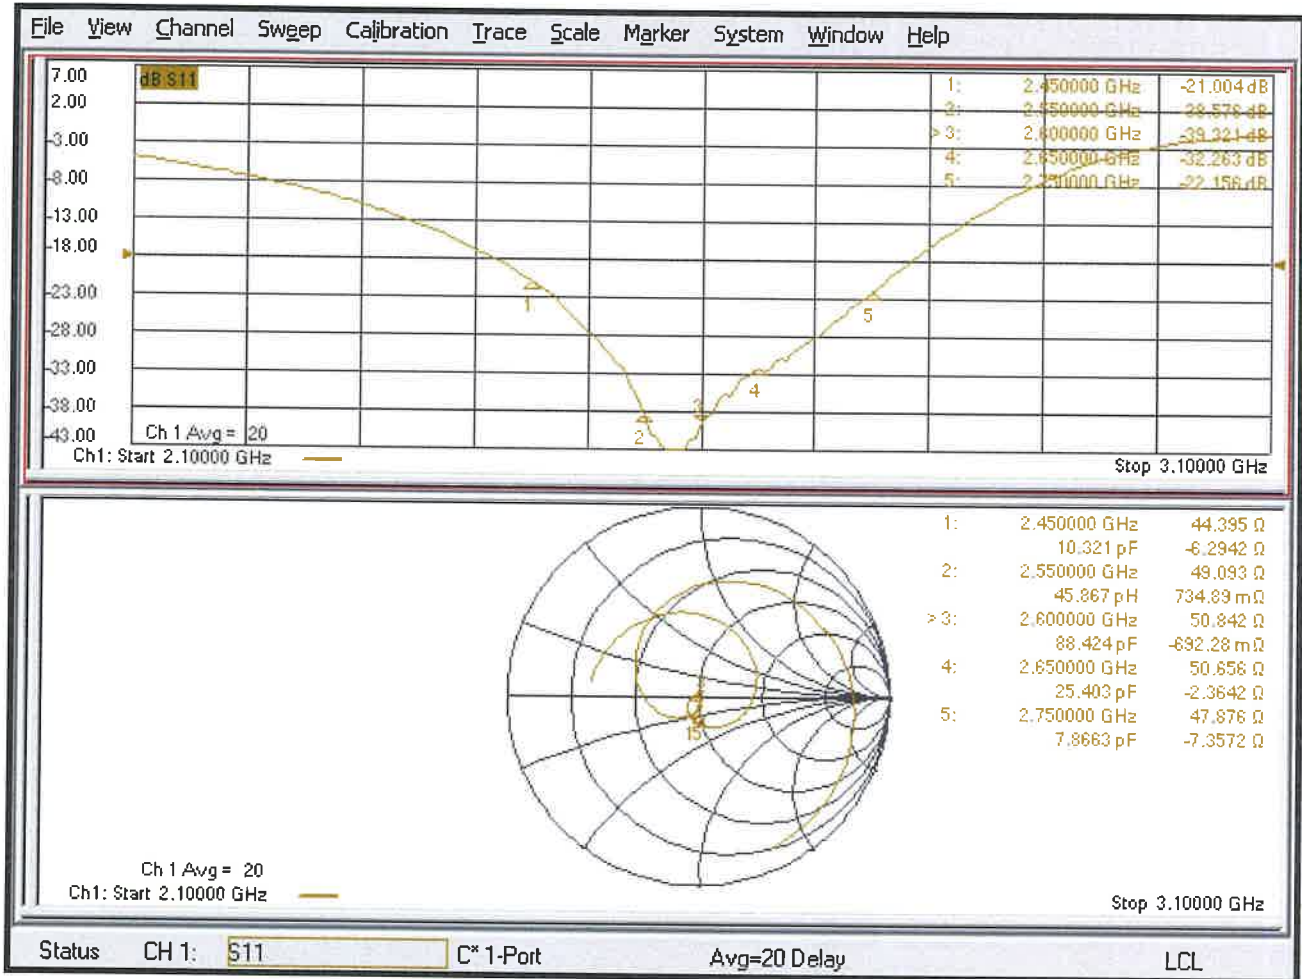 File View Channel Sweep Calibration Trace Scale Marker System Window Help
dB S11
7.00
2.00
-3.00
-8.00
-13.00
-18.00
-23.00
-28.00
-33.00
-38.00
-43.00
1: 2.450000 GHz -21.004 dB
2: 2.550000 GHz -38.576 dB
> 3: 2.600000 GHz -39.321 dB
4: 2.650000 GHz -32.263 dB
5: 2.750000 GHz -22.156 dB
1
2
3
4
5
Ch 1 Avg = 20
Ch1: Start 2.10000 GHz
Stop 3.10000 GHz
1: 2.450000 GHz 44.395 Ω
10.321 pF -6.2942 Ω
2: 2.550000 GHz 49.093 Ω
45.867 pH 734.89 mΩ
> 3: 2.600000 GHz 50.842 Ω
88.424 pF -692.28 mΩ
4: 2.650000 GHz 50.656 Ω
25.403 pF -2.3642 Ω
5: 2.750000 GHz 47.876 Ω
7.8663 pF -7.3572 Ω
15
Ch 1 Avg = 20
Ch1: Start 2.10000 GHz
Stop 3.10000 GHz
Status CH 1: S11 C* 1-Port Avg=20 Delay LCL